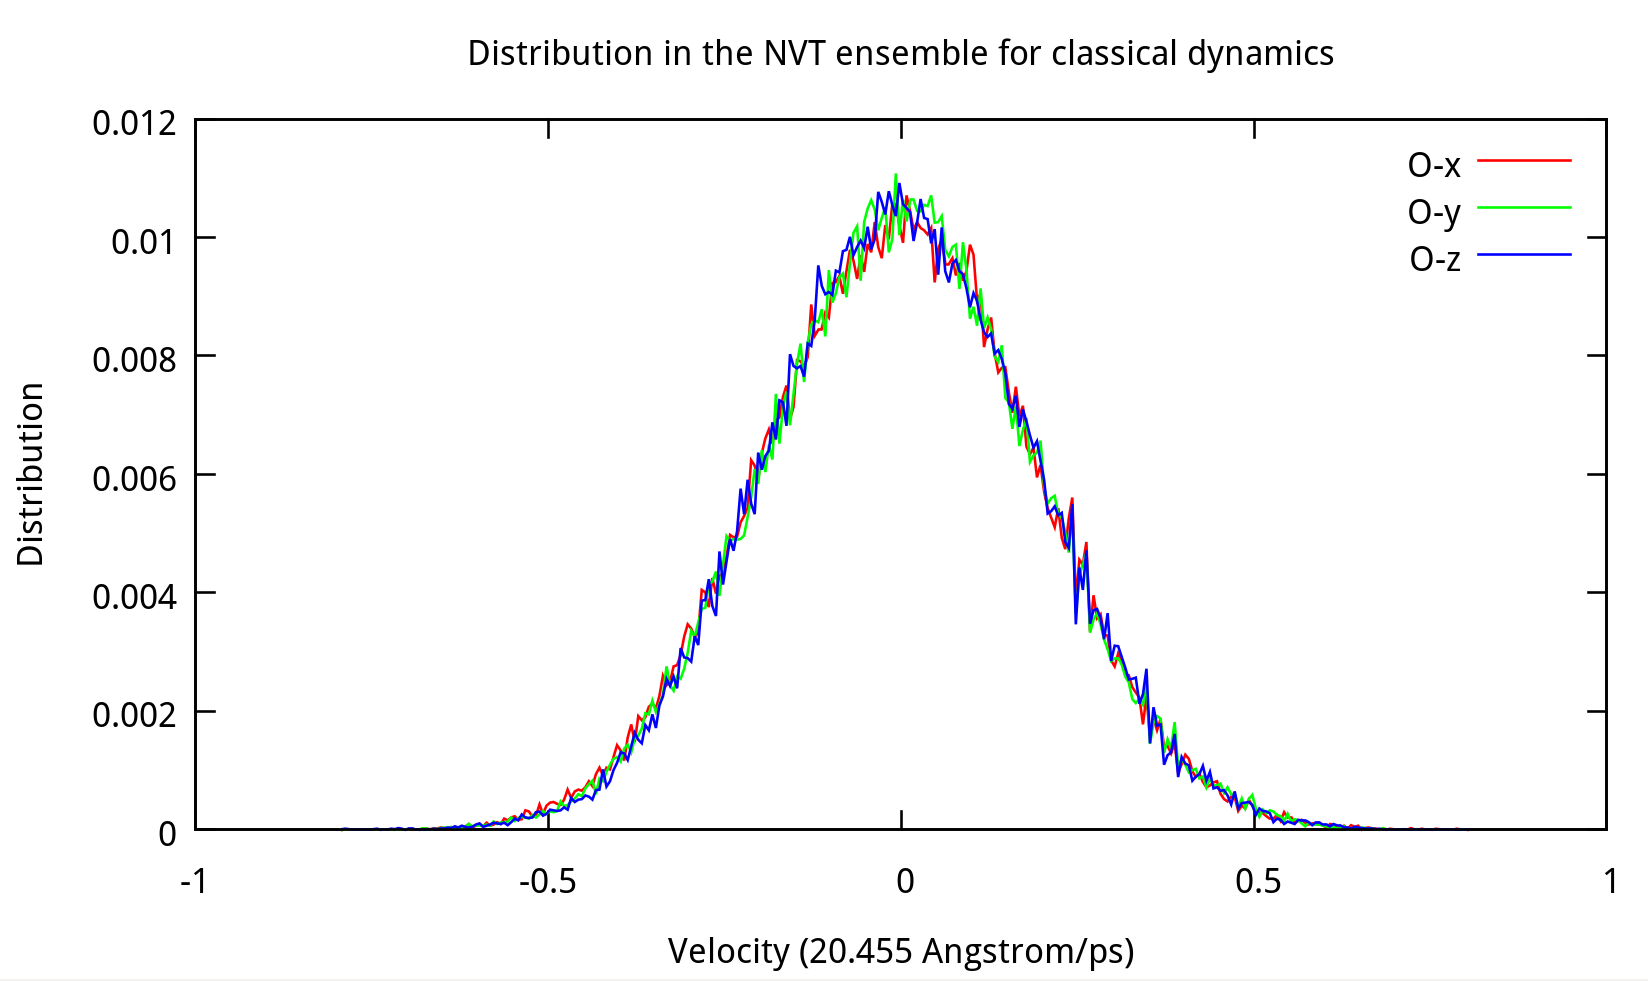 Distribution in the NVT ensemble for classical dynamics
0.012
0.01
0.008
0.006
0.004
0.002
0
Distribution
O-x
O-y
O-z
-1
-0.5
0
0.5
1
Velocity (20.455 Angstrom/ps)